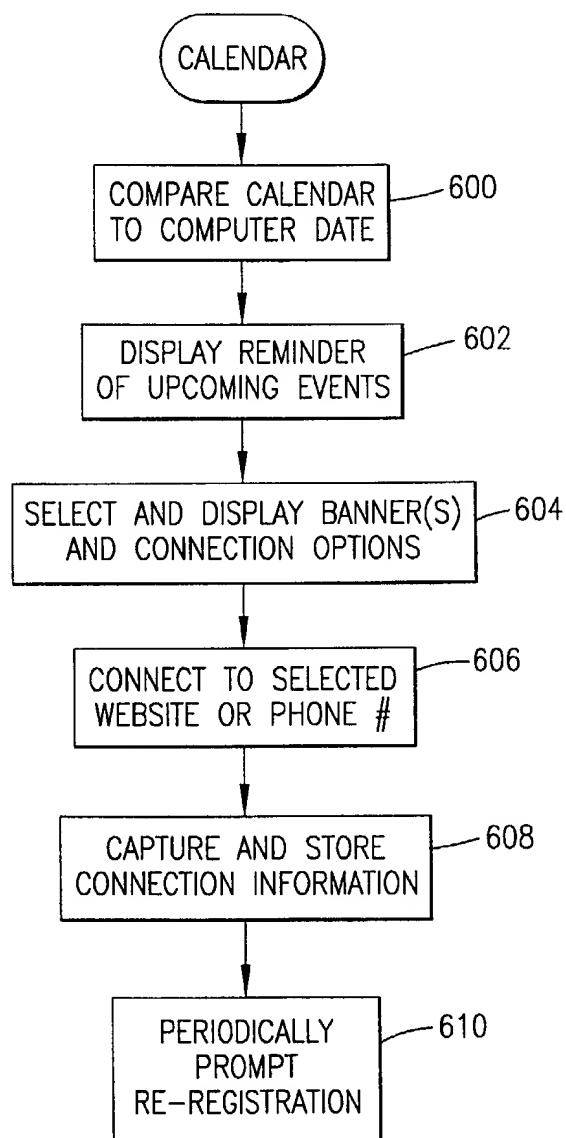 CALENDAR
COMPARE CALENDAR
TO COMPUTER DATE
600
DISPLAY REMINDER
OF UPCOMING EVENTS
602
SELECT AND DISPLAY BANNER(S)
AND CONNECTION OPTIONS
604
CONNECT TO SELECTED
WEBSITE OR PHONE #
606
CAPTURE AND STORE
CONNECTION INFORMATION
608
PERIODICALLY
PROMPT
RE-REGISTRATION
610